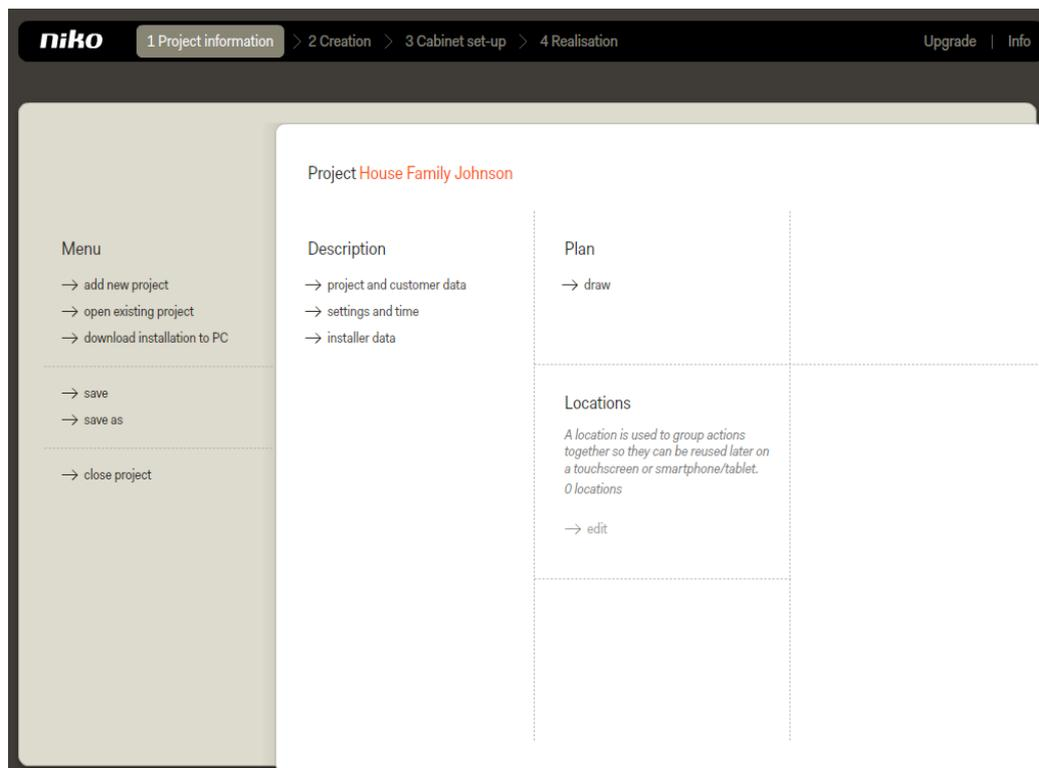 niko
1 Project information
2 Creation
3 Cabinet set-up
4 Realisation
Upgrade | Info
Project House Family Johnson
Menu
→ add new project
→ open existing project
→ download installation to PC
→ save
→ save as
→ close project
Description
→ project and customer data
→ settings and time
→ installer data
Plan
→ draw
Locations
A location is used to group actions
together so they can be reused later on
a touchscreen or smartphone/tablet.
0 locations
→ edit